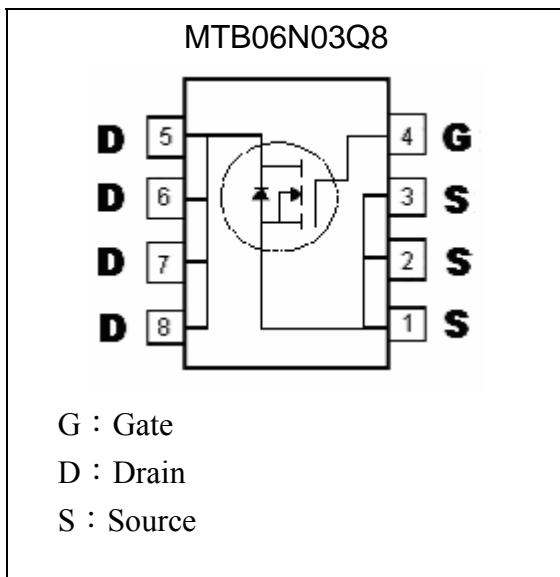 MTB06N03Q8
D 5 4 G
D 6 3 S
D 7 2 S
D 8 1 S
G：Gate
D：Drain
S：Source